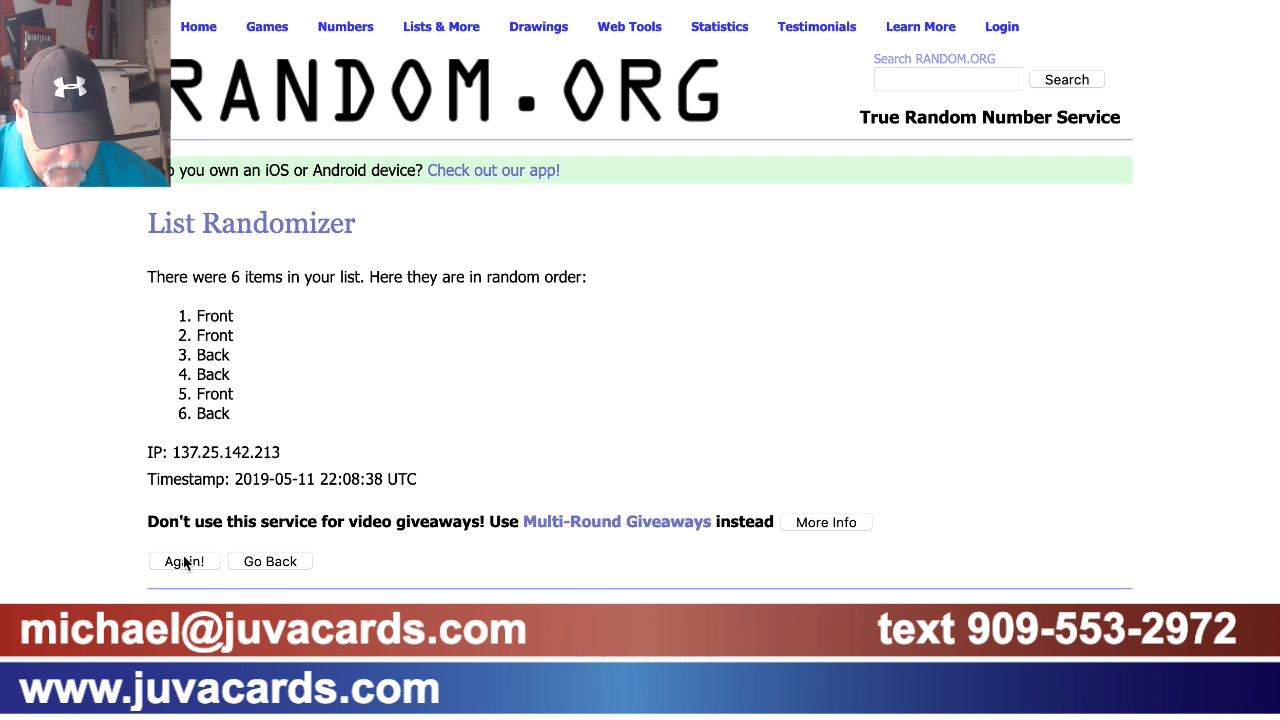 Home Games Numbers Lists & More Drawings Web Tools Statistics Testimonials Learn More Login
RANDOM.ORG
Search RANDOM.ORG
Search
True Random Number Service
you own an iOS or Android device? Check out our app!
List Randomizer
There were 6 items in your list. Here they are in random order:
1. Front
2. Front
3. Back
4. Back
5. Front
6. Back
IP: 137.25.142.213
Timestamp: 2019-05-11 22:08:38 UTC
Don't use this service for video giveaways! Use Multi-Round Giveaways instead More Info
Again! Go Back
michael@juvacards.com text 909-553-2972
www.juvacards.com